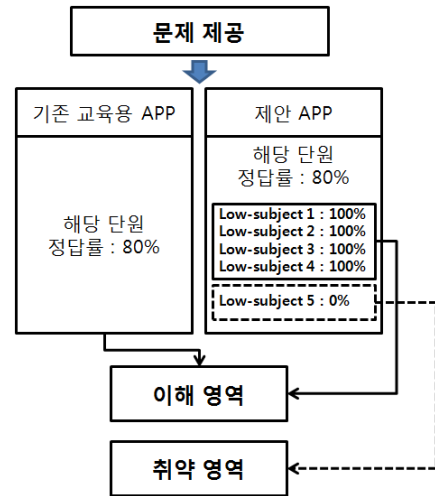 문제 제공
기존 교육용 APP
해당 단원
정답률 : 80%
제안 APP
해당 단원
정답률 : 80%
Low-subject 1 : 100%
Low-subject 2 : 100%
Low-subject 3 : 100%
Low-subject 4 : 100%
Low-subject 5 : 0%
이해 영역
취약 영역